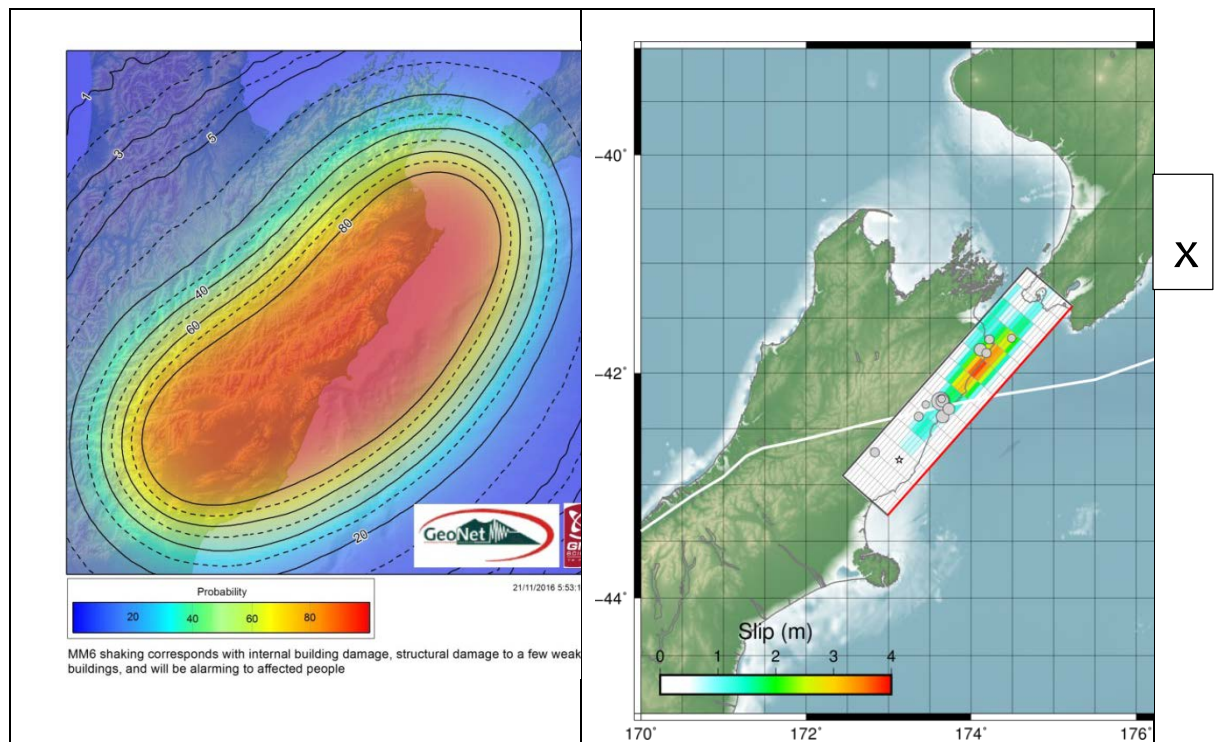 1
3
5
40
60
80
20
GeoNet
Probability
21/11/2016 5:53:1
20 40 60 80
MM6 shaking corresponds with internal building damage, structural damage to a few weak
buildings, and will be alarming to affected people
−40˚
−42˚
−44˚
Slip (m)
0 1 2 3 4
170˚ 172˚ 174˚ 176˚
X